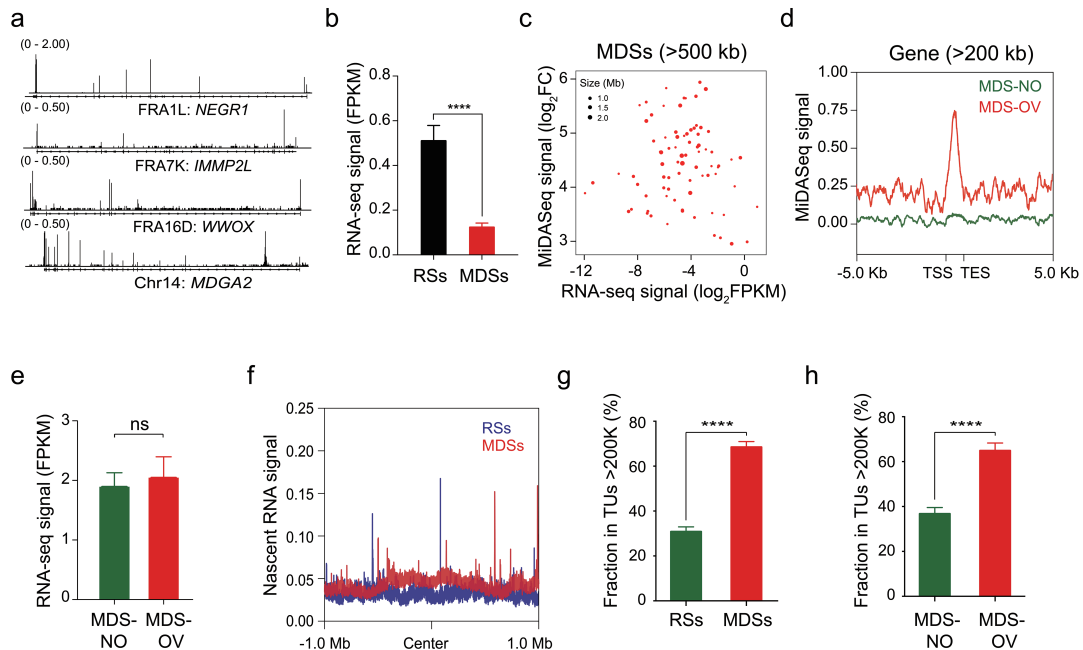 a
(0 - 2.00)
FRA1L: NEGR1
(0 - 0.50)
FRA7K: IMMP2L
(0 - 0.50)
FRA16D: WWOX
(0 - 0.50)
Chr14: MDGA2
b
RNA-seq signal (FPKM)
0.8
0.6
0.4
0.2
0.0
****
RSs
MDSs
c
MDSs (>500 kb)
MiDASeq signal (log2FC)
6
5
4
3
Size (Mb)
1.0
1.5
2.0
-12
-8
-4
0
RNA-seq signal (log2FPKM)
d
Gene (>200 kb)
MiDASeq signal
1.00
0.75
0.50
0.25
0.00
MDS-NO
MDS-OV
-5.0 Kb
TSS
TES
5.0 Kb
e
RNA-seq signal (FPKM)
3
2
1
0
ns
MDS-NO
MDS-OV
f
Nascent RNA signal
0.25
0.20
0.15
0.10
0.05
0.00
RSs
MDSs
-1.0 Mb
Center
1.0 Mb
g
Fraction in TUs >200K (%)
80
60
40
20
0
****
RSs
MDSs
h
Fraction in TUs >200K (%)
80
60
40
20
0
****
MDS-NO
MDS-OV